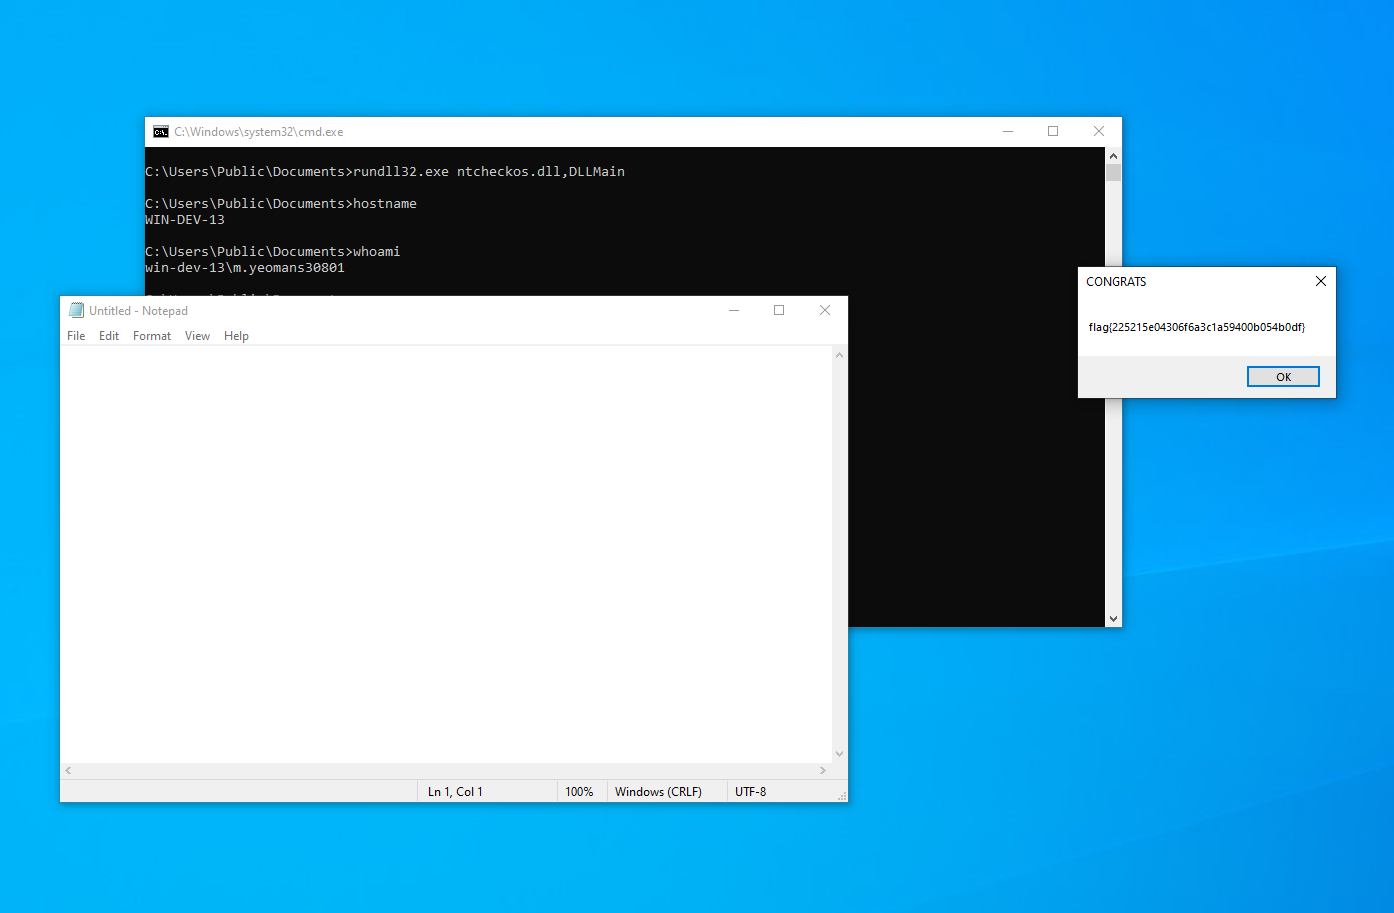 C:\Windows\system32\cmd.exe
C:\Users\Public\Documents>rundll32.exe ntcheckos.dll,DLLMain
C:\Users\Public\Documents>hostname
WIN-DEV-13
C:\Users\Public\Documents>whoami
win-dev-13\m.yeomans30801
Untitled - Notepad
File Edit Format View Help
Ln 1, Col 1 100% Windows (CRLF) UTF-8
CONGRATS
flag{225215e04306f6a3c1a59400b054b0df}
OK